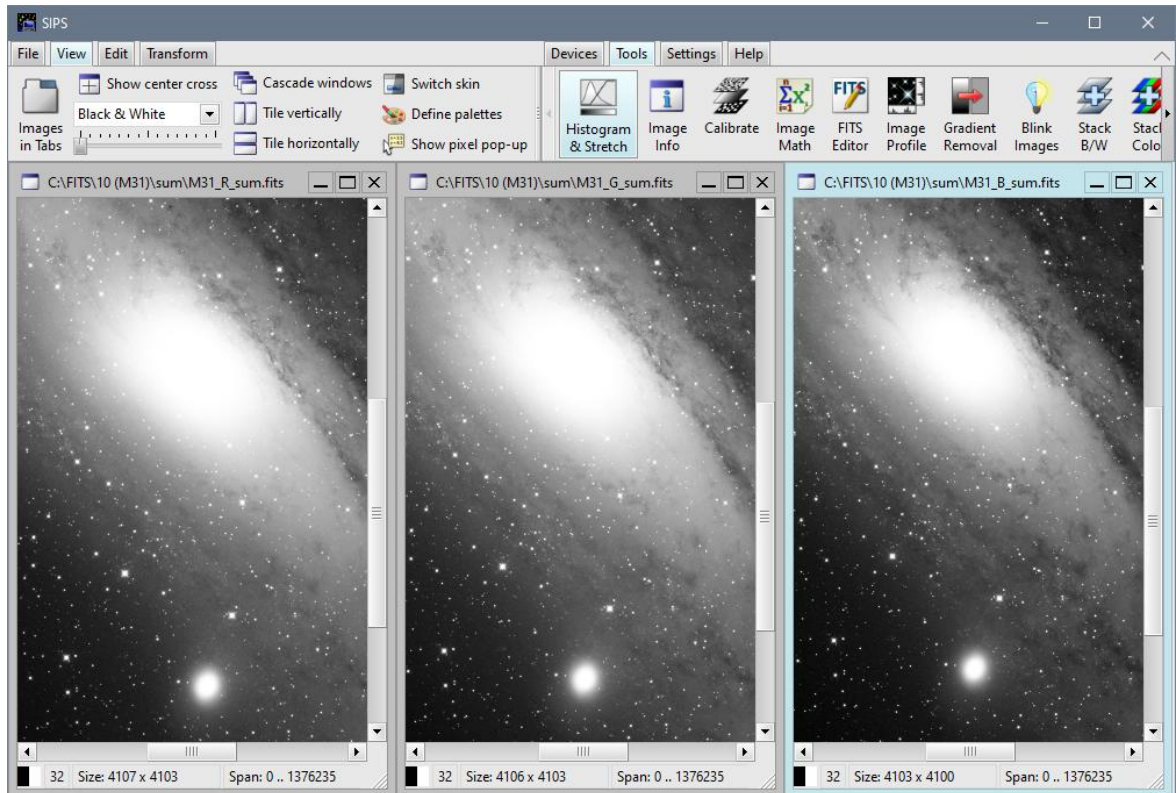 SIPS
File View Edit Transform Devices Tools Settings Help
Images in Tabs
Show center cross
Black & White
Cascade windows
Tile vertically
Tile horizontally
Switch skin
Define palettes
Show pixel pop-up
Histogram & Stretch
Image Info
Calibrate
Σx² i=1 n
Image Math
FITS
FITS Editor
Image Profile
Gradient Removal
Blink Images
Stack B/W
Stack Colo
C:\FITS\10 (M31)\sum\M31_R_sum.fits
C:\FITS\10 (M31)\sum\M31_G_sum.fits
C:\FITS\10 (M31)\sum\M31_B_sum.fits
32 Size: 4107 x 4103 Span: 0 .. 1376235
32 Size: 4106 x 4103 Span: 0 .. 1376235
32 Size: 4103 x 4100 Span: 0 .. 1376235